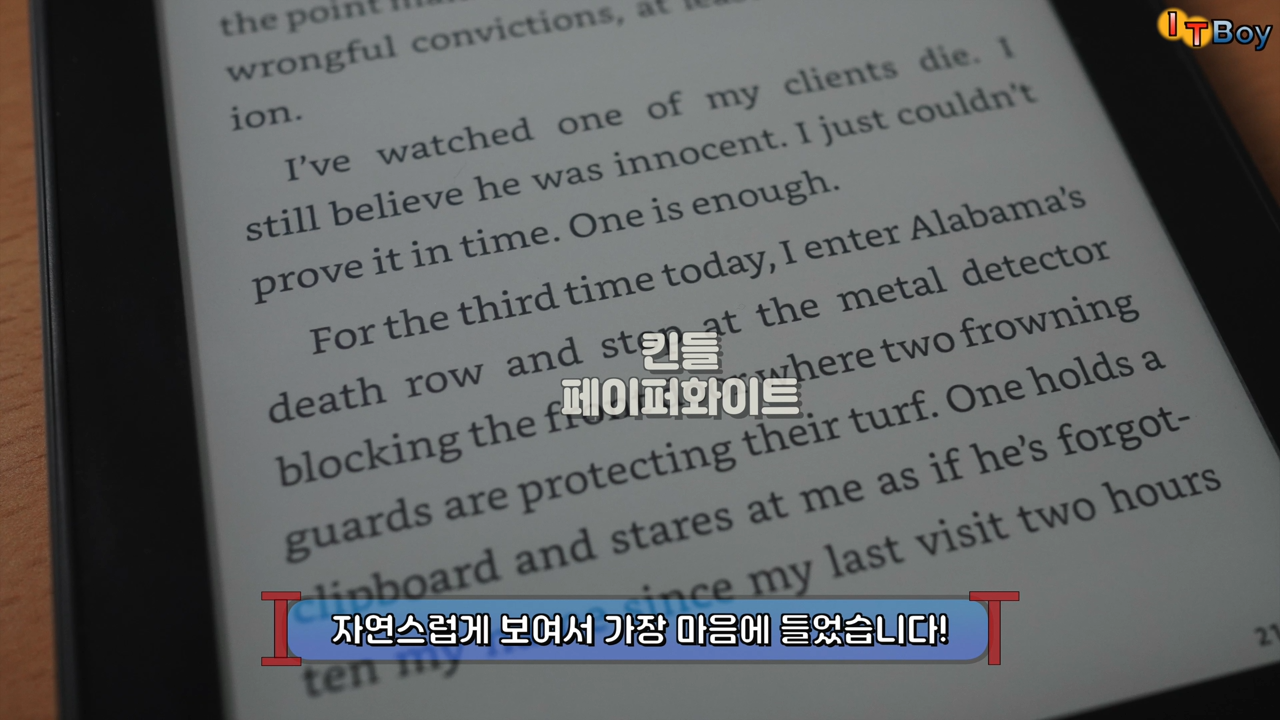 ITBoy
the point
wrongful convictions, at
ion.
I've watched one of my clients die. I
still believe he was innocent. I just couldn't
prove it in time. One is enough.
For the third time today, I enter Alabama's
death row and stop at the metal detector
blocking the where two frowning
guards are protecting their turf. One holds a
clipboard and stares at me as if he's forgot-
ten my name since my last visit two hours
킨들
페이퍼화이트
자연스럽게 보여서 가장 마음에 들었습니다!